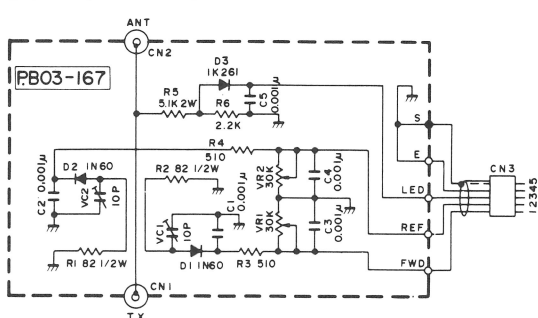 ANT
CN2
PB03-167
D3
1K261
R5
5.1K 2W
R6
2.2K
C5
0.001μ
S
E
LED
REF
FWD
CN3
12345
R4
510
D2 1N60
C2 0.001μ
VC2
10P
R1 82 1/2W
R2 82 1/2W
VC1
10P
C1
0.001μ
D1 1N60
R3 510
VR2
30K
VR1
30K
C4
0.001μ
C3
0.001μ
CN1
TX